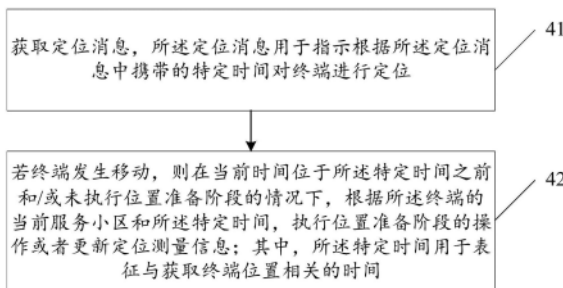 获取定位消息，所述定位消息用于指示根据所述定位消
息中携带的特定时间对终端进行定位
41
若终端发生移动，则在当前时间位于所述特定时间之前
和/或未执行位置准备阶段的情况下，根据所述终端的
当前服务小区和所述特定时间，执行位置准备阶段的操
作或者更新定位测量信息；其中，所述特定时间用于表
征与获取终端位置相关的时间
42